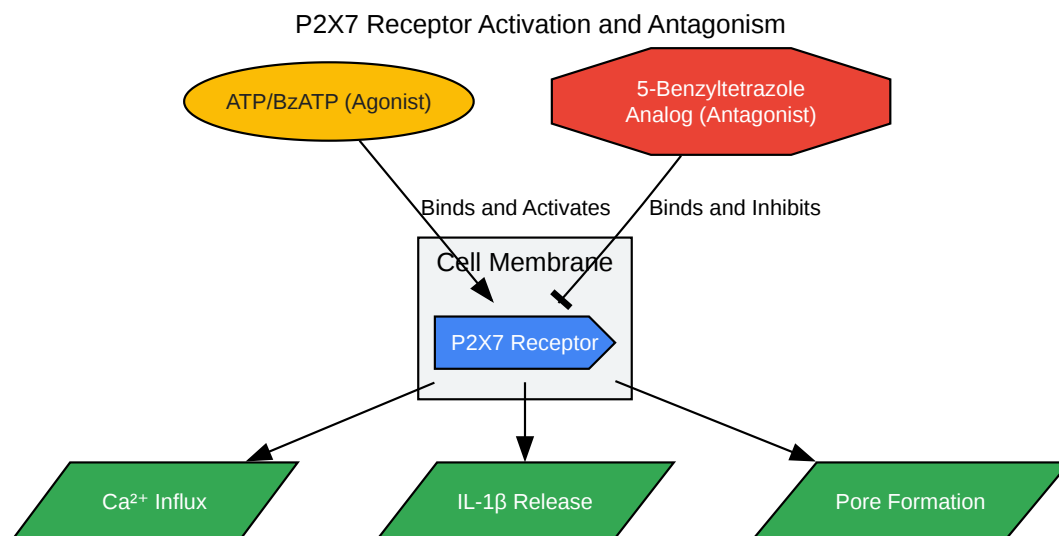 P2X7 Receptor Activation and Antagonism
ATP/BzATP (Agonist)
5-Benzyltetrazole
Analog (Antagonist)
Binds and Activates
Binds and Inhibits
Cell Membrane
P2X7 Receptor
Ca²⁺ Influx
IL-1β Release
Pore Formation